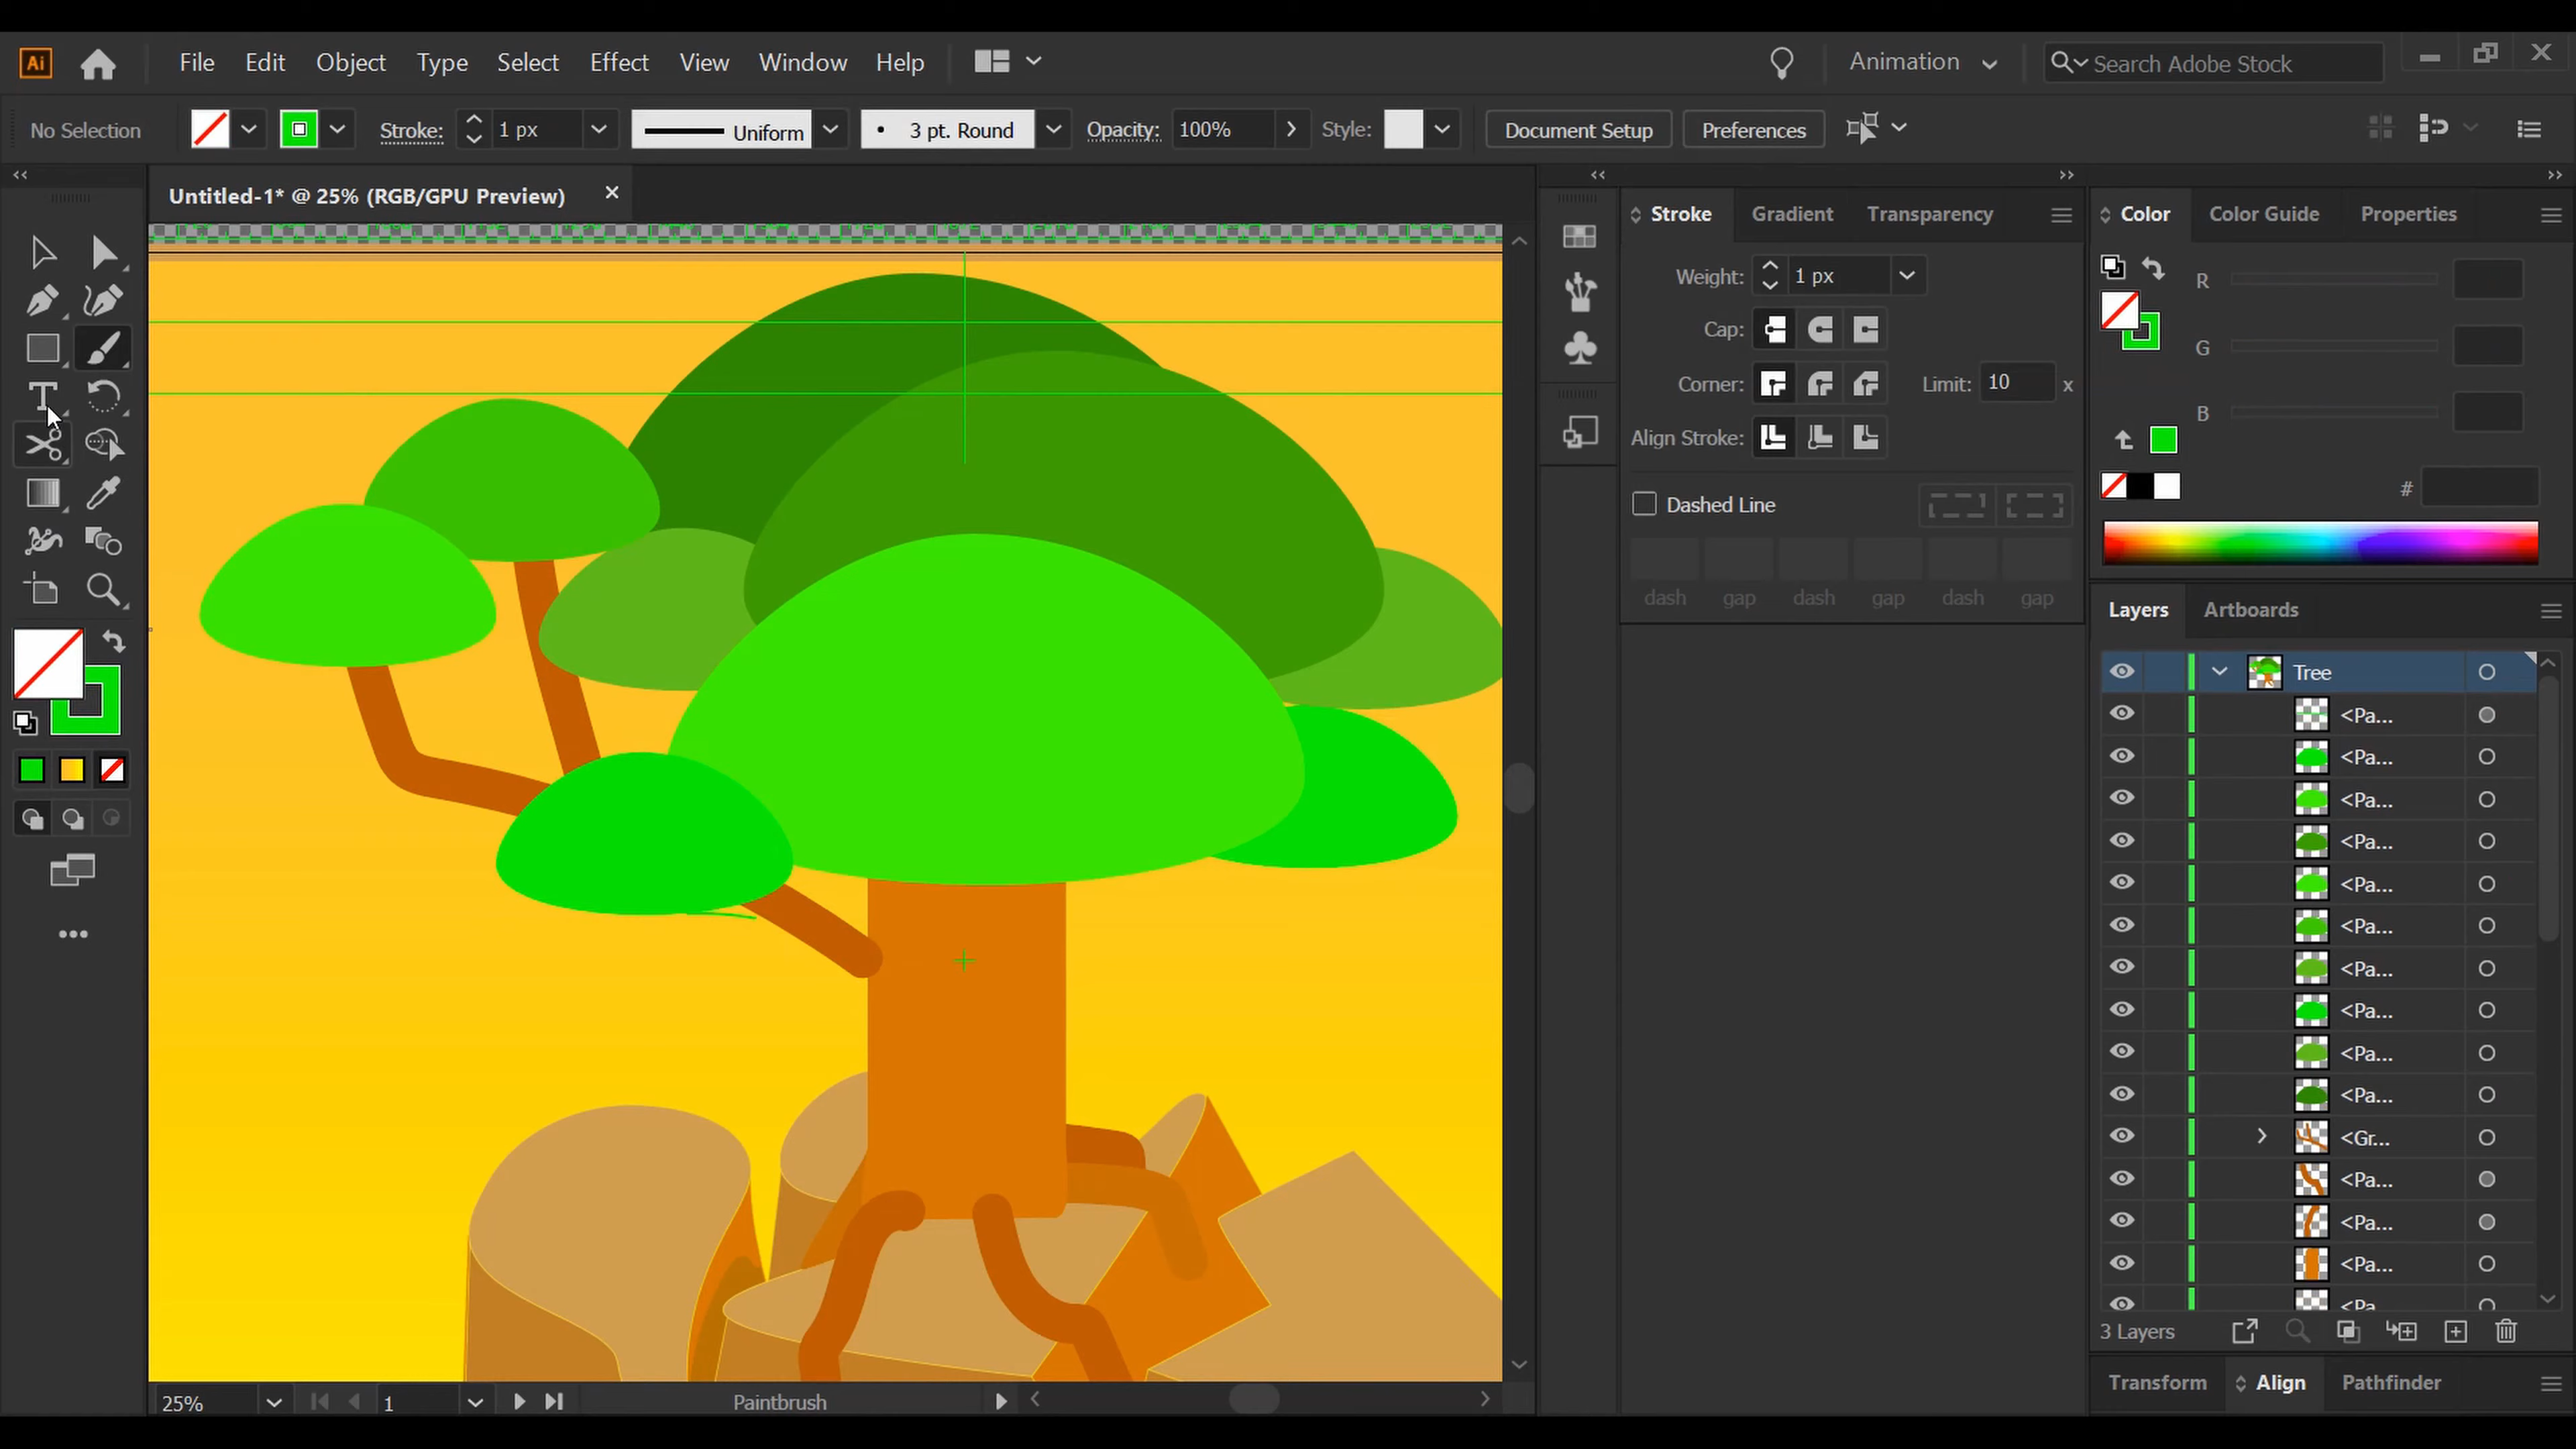 Ai File Edit Object Type Select Effect View Window Help Animation Search Adobe Stock
No Selection Stroke: 1 px Uniform 3 pt. Round Opacity: 100% Style: Document Setup Preferences
Untitled-1* @ 25% (RGB/GPU Preview)
Stroke Gradient Transparency
Weight: 1 px
Cap:
Corner: Limit: 10 x
Align Stroke:
Dashed Line
dash gap dash gap dash gap
Color Color Guide Properties
R
G
B
#
Layers Artboards
Tree
<Pa...
<Pa...
<Pa...
<Pa...
<Pa...
<Pa...
<Pa...
<Pa...
<Pa...
<Pa...
<Gr...
<Pa...
<Pa...
<Pa...
<Pa
3 Layers
Transform Align Pathfinder
25% 1 Paintbrush